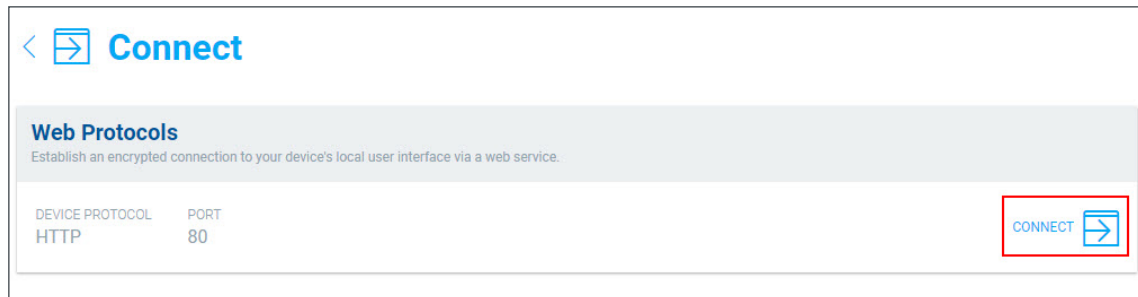 Connect
Web Protocols
Establish an encrypted connection to your device's local user interface via a web service.
DEVICE PROTOCOL PORT
HTTP 80
CONNECT